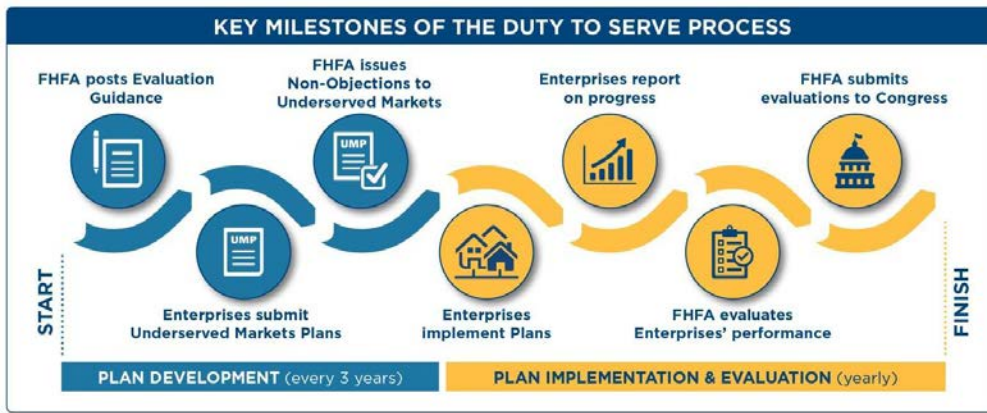 KEY MILESTONES OF THE DUTY TO SERVE PROCESS
FHFA posts Evaluation
Guidance
FHFA issues
Non-Objections to
Underserved Markets
Enterprises report
on progress
FHFA submits
evaluations to Congress
UMP
UMP
START
Enterprises submit
Underserved Markets Plans
Enterprises
implement Plans
FHFA evaluates
Enterprises’ performance
FINISH
PLAN DEVELOPMENT (every 3 years)
PLAN IMPLEMENTATION & EVALUATION (yearly)